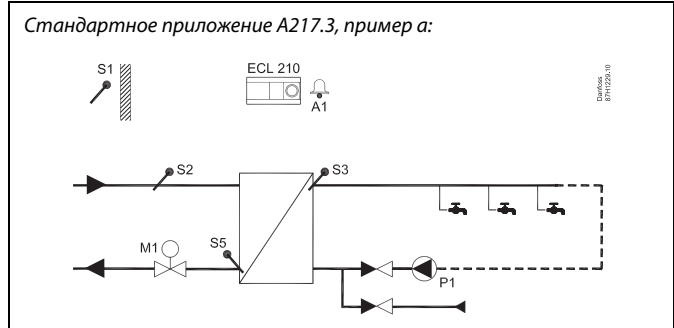 Стандартное приложение A217.3, пример a:
S1
ECL 210
A1
Danfoss
87H1229.10
S2
S3
M1
S5
P1